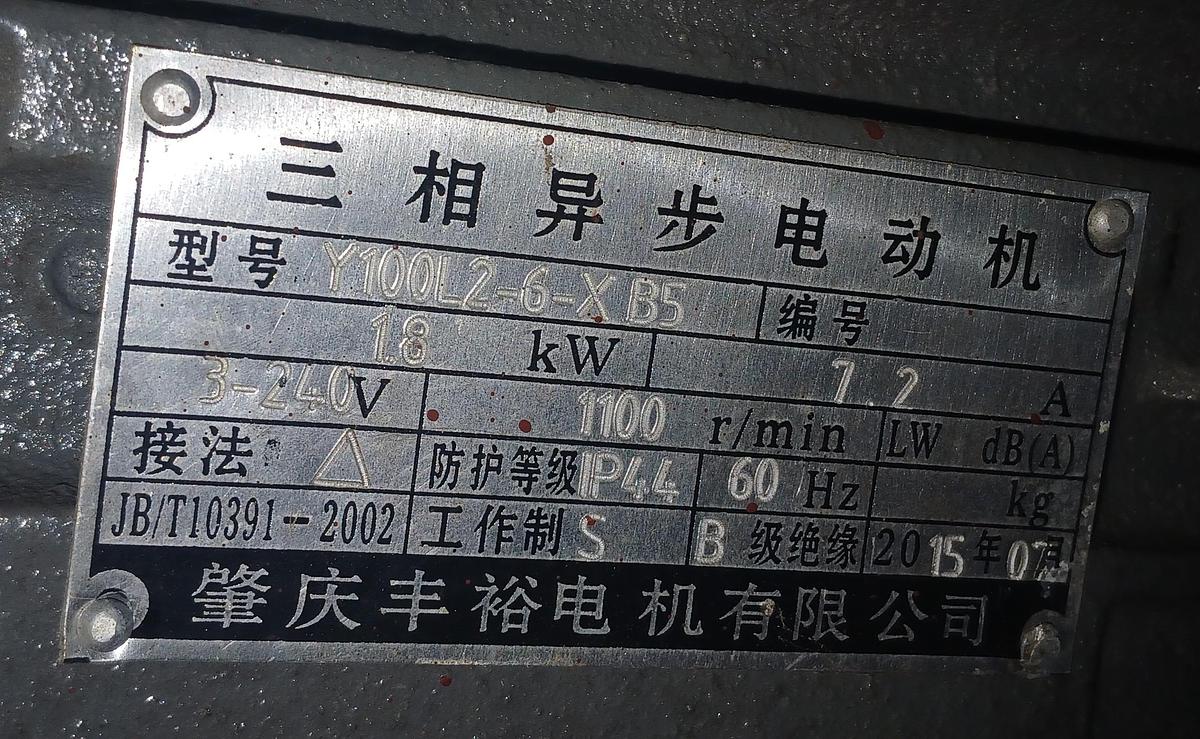 三相异步电动机
型号 Y100L2-6-X B5 编号
1.8 kW 7.2 A
3-240V 1100 r/min LW dB(A)
接法 △ 防护等级 IP44 60 Hz kg
JB/T10391-2002 工作制 S B 级绝缘 2015年07月
肇庆丰裕电机有限公司